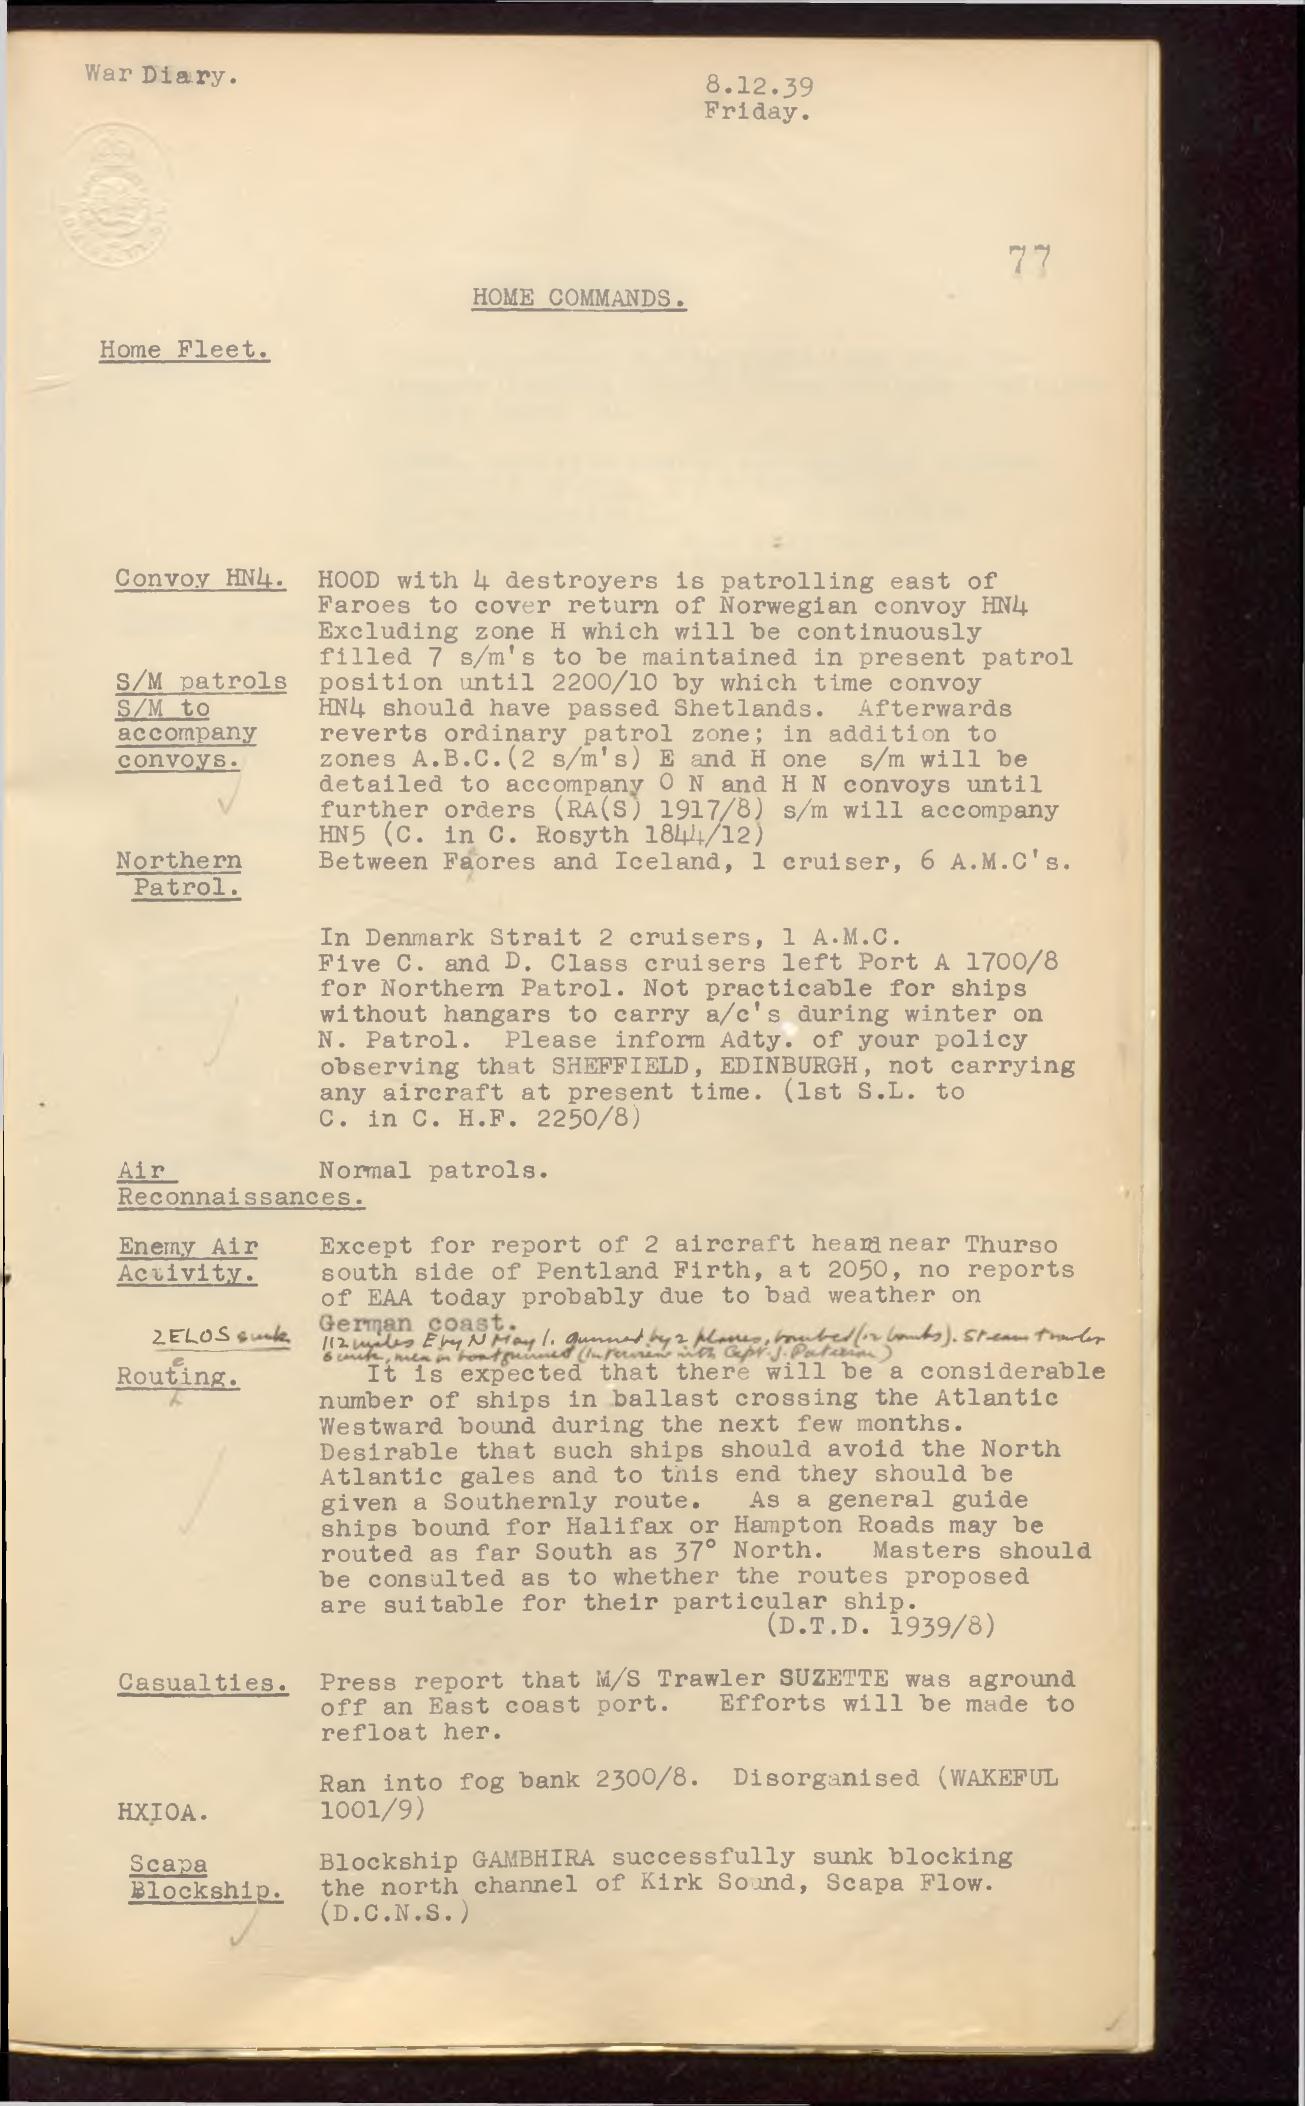 War Diary.
8.12.39
Friday.
77
HOME COMMANDS.
Home Fleet.
Convoy HN4. HOOD with 4 destroyers is patrolling east of
Faroes to cover return of Norwegian convoy HN4
Excluding zone H which will be continuously
filled 7 s/m's to be maintained in present patrol
S/M patrols position until 2200/10 by which time convoy
S/M to HN4 should have passed Shetlands. Afterwards
accompany reverts ordinary patrol zone; in addition to
convoys. zones A.B.C.(2 s/m's) E and H one s/m will be
detailed to accompany O N and H N convoys until
further orders (RA(S) 1917/8) s/m will accompany
HN5 (C. in C. Rosyth 1844/12)
Northern Between Faores and Iceland, 1 cruiser, 6 A.M.C's.
Patrol.
In Denmark Strait 2 cruisers, 1 A.M.C.
Five C. and D. Class cruisers left Port A 1700/8
for Northern Patrol. Not practicable for ships
without hangars to carry a/c's during winter on
N. Patrol. Please inform Adty. of your policy
observing that SHEFFIELD, EDINBURGH, not carrying
any aircraft at present time. (1st S.L. to
C. in C. H.F. 2250/8)
Air Normal patrols.
Reconnaissances.
Enemy Air Except for report of 2 aircraft heard near Thurso
Activity. south side of Pentland Firth, at 2050, no reports
of EAA today probably due to bad weather on
German coast.
ZELOS sunk 112 miles E by N May I. gunned by 2 planes, bombed (12 bombs). Steam trawler
sunk, men in boat gunned (Interview with Capt. J. Paterson)
Routeing. It is expected that there will be a considerable
number of ships in ballast crossing the Atlantic
Westward bound during the next few months.
Desirable that such ships should avoid the North
Atlantic gales and to this end they should be
given a Southernly route. As a general guide
ships bound for Halifax or Hampton Roads may be
routed as far South as 37° North. Masters should
be consulted as to whether the routes proposed
are suitable for their particular ship.
(D.T.D. 1939/8)
Casualties. Press report that M/S Trawler SUZETTE was aground
off an East coast port. Efforts will be made to
refloat her.
Ran into fog bank 2300/8. Disorganised (WAKEFUL
HXIOA. 1001/9)
Scapa Blockship GAMBHIRA successfully sunk blocking
Blockship. the north channel of Kirk Sound, Scapa Flow.
(D.C.N.S.)